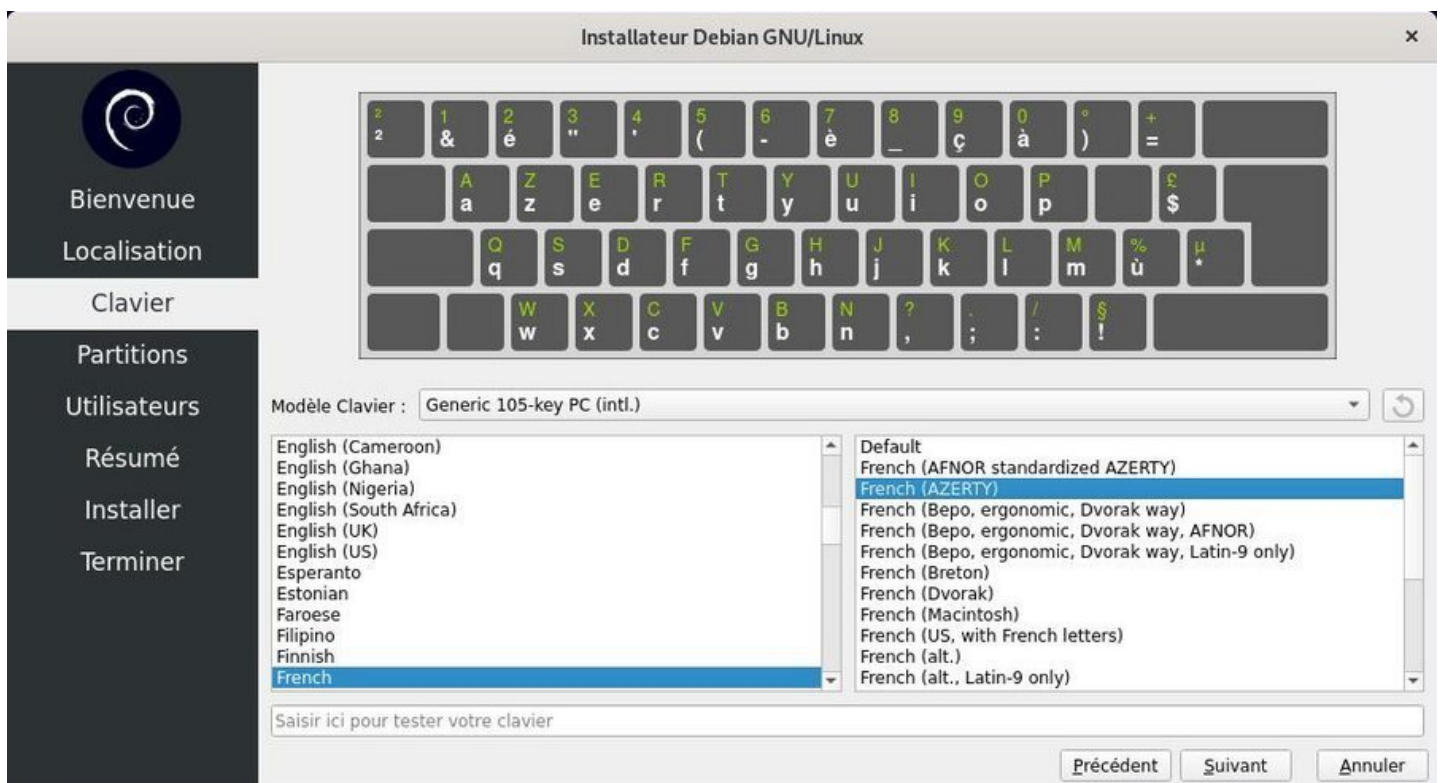 Installateur Debian GNU/Linux
Bienvenue
Localisation
Clavier
Partitions
Utilisateurs
Résumé
Installer
Terminer
² 1 2 3 4 5 6 7 8 9 0 ° +
² & é " ' ( - è _ ç à ) =
A Z E R T Y U I O P £
a z e r t y u i o p $
Q S D F G H J K L M % µ
q s d f g h j k l m ù *
W X C V B N ? . / §
w x c v b n , ; : !
Modèle Clavier : Generic 105-key PC (intl.)
English (Cameroon)
English (Ghana)
English (Nigeria)
English (South Africa)
English (UK)
English (US)
Esperanto
Estonian
Faroese
Filipino
Finnish
French
Default
French (AFNOR standardized AZERTY)
French (AZERTY)
French (Bepo, ergonomic, Dvorak way)
French (Bepo, ergonomic, Dvorak way, AFNOR)
French (Bepo, ergonomic, Dvorak way, Latin-9 only)
French (Breton)
French (Dvorak)
French (Macintosh)
French (US, with French letters)
French (alt.)
French (alt., Latin-9 only)
Saisir ici pour tester votre clavier
Précédent Suivant Annuler